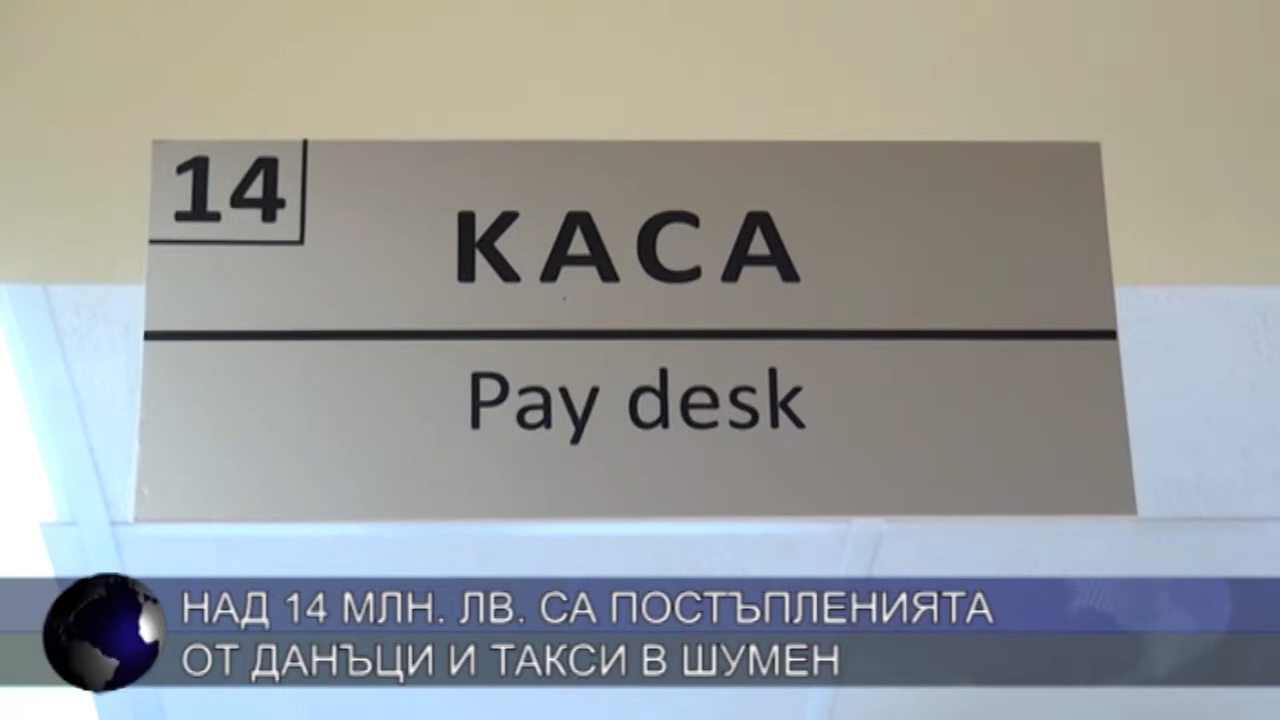 14
КАСА
Pay desk
НАД 14 МЛН. ЛВ. СА ПОСТЪПЛЕНИЯТА
ОТ ДАНЪЦИ И ТАКСИ В ШУМЕН